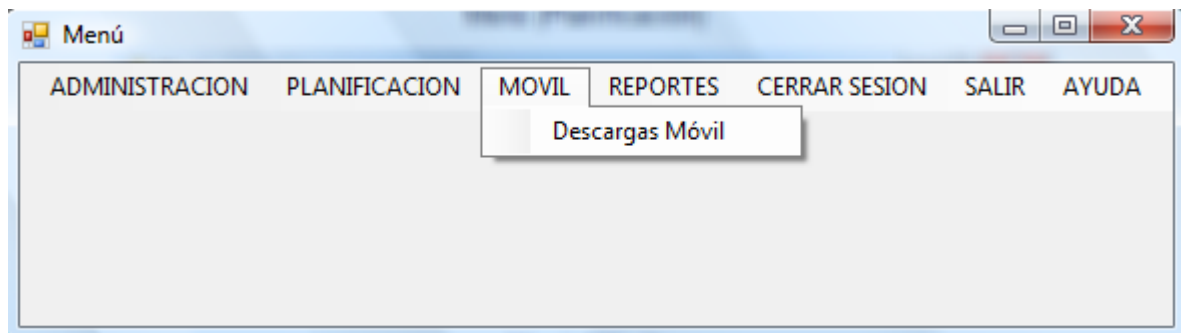 Menú
ADMINISTRACION PLANIFICACION MOVIL REPORTES CERRAR SESION SALIR AYUDA
Descargas Móvil